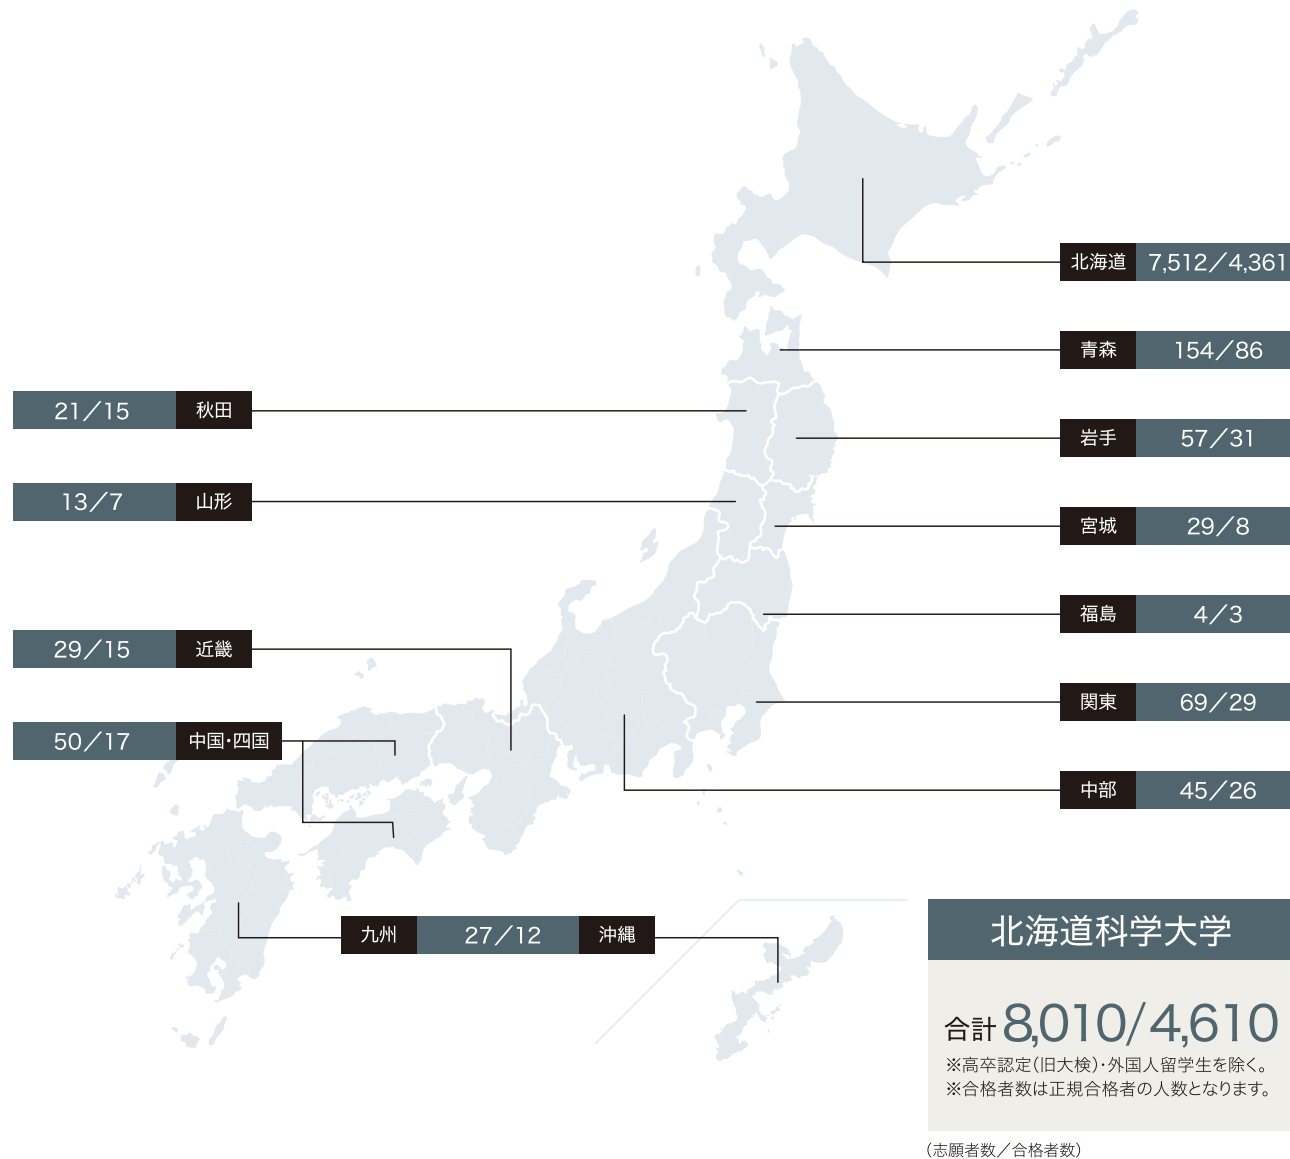 北海道 7,512／4,361
青森 154／86
21／15 秋田
岩手 57／31
13／7 山形
宮城 29／8
福島 4／3
29／15 近畿
関東 69／29
50／17 中国・四国
中部 45／26
九州 27／12 沖縄
北海道科学大学
合計 8,010/4,610
※高卒認定(旧大検)・外国人留学生を除く。
※合格者数は正規合格者の人数となります。
(志願者数／合格者数)